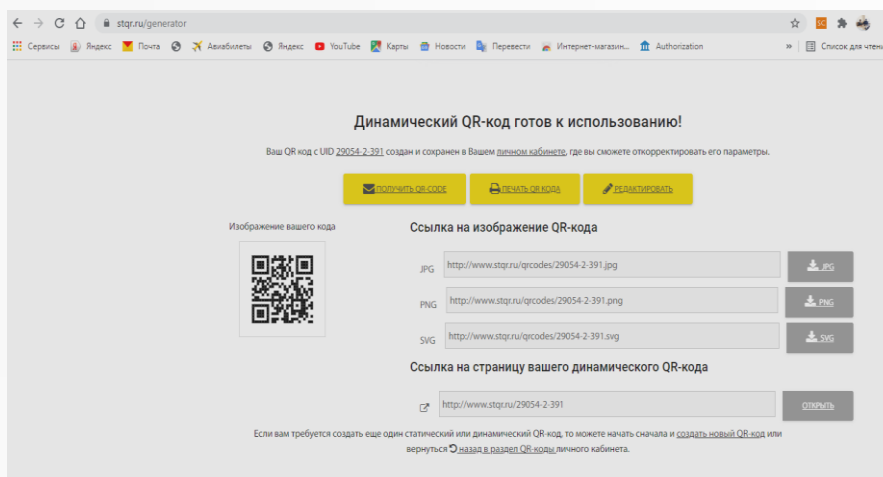 stqr.ru/generator
SC
Сервисы Яндекс Почта Авиабилеты Яндекс YouTube Карты Новости Перевести Интернет-магазин... Authorization » Список для чтени
Динамический QR-код готов к использованию!
Ваш QR код с UID 29054-2-391 создан и сохранен в Вашем личном кабинете, где вы сможете откорректировать его параметры.
ПОЛУЧИТЬ QR-CODE ПЕЧАТЬ QR КОДА РЕДАКТИРОВАТЬ
Изображение вашего кода
Ссылка на изображение QR-кода
JPG http://www.stqr.ru/qrcodes/29054-2-391.jpg JPG
PNG http://www.stqr.ru/qrcodes/29054-2-391.png PNG
SVG http://www.stqr.ru/qrcodes/29054-2-391.svg SVG
Ссылка на страницу вашего динамического QR-кода
http://www.stqr.ru/29054-2-391 ОТКРЫТЬ
Если вам требуется создать еще один статический или динамический QR-код, то можете начать сначала и создать новый QR-код или
вернуться назад в раздел QR-коды личного кабинета.